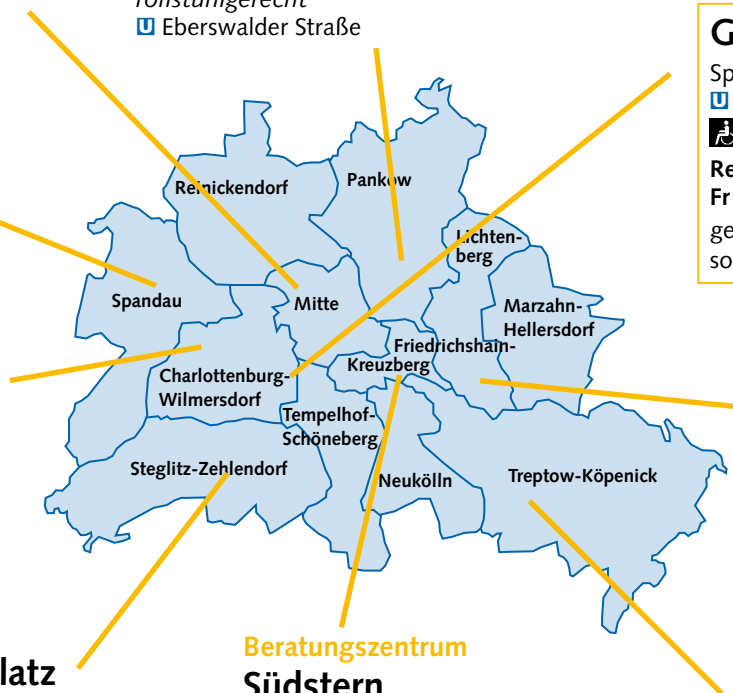 U Eberswalder Straße
G
Sp
U
Re
Fr
ge
so
Reinickendorf
Pankow
Lichten-
berg
Spandau
Mitte
Marzahn-
Hellersdorf
Friedrichshain-
Kreuzberg
Charlottenburg-
Wilmersdorf
Tempelhof-
Schöneberg
Steglitz-Zehlendorf
Neukölln
Treptow-Köpenick
latz
Beratungszentrum
Südstern